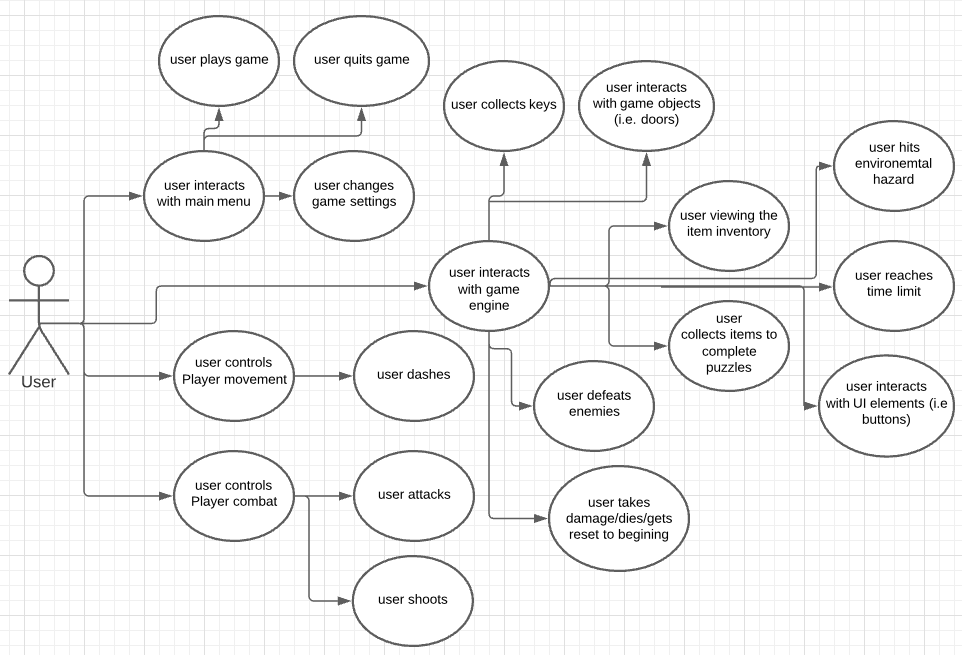 user plays game
user quits game
user collects keys
user interacts
with game objects
(i.e. doors)
user hits
environemtal
hazard
user interacts
with main menu
user changes
game settings
user viewing the
item inventory
user interacts
with game
engine
user reaches
time limit
User
user controls
Player movement
user dashes
user
collects items to
complete
puzzles
user defeats
enemies
user interacts
with UI elements (i.e
buttons)
user controls
Player combat
user attacks
user takes
damage/dies/gets
reset to begining
user shoots